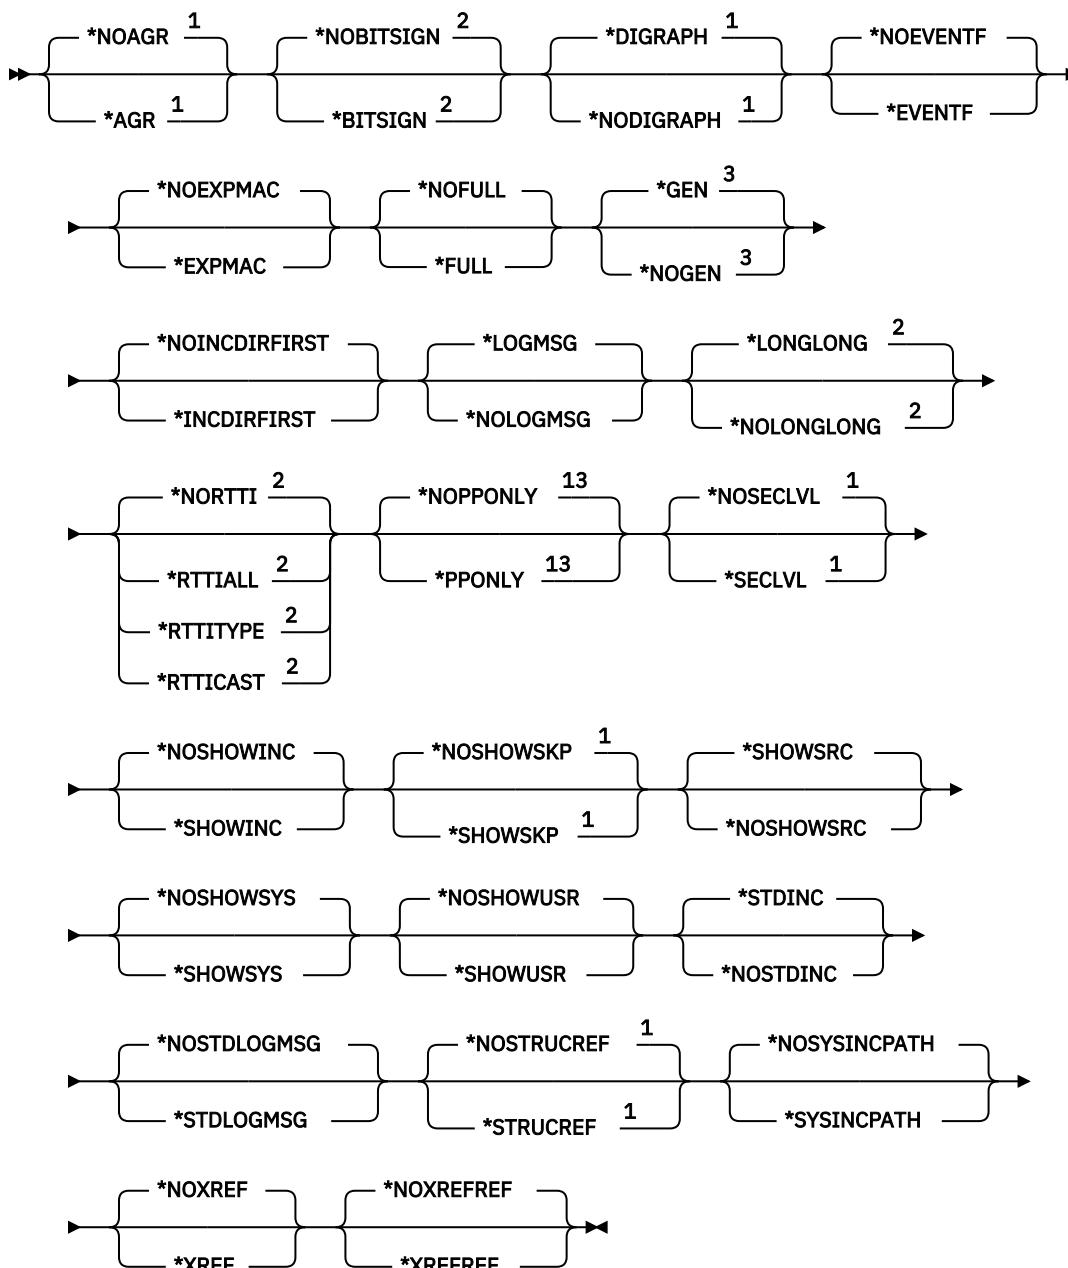 *NOAGR 1 *NOBITSIGN 2 *DIGRAPH 1 *NOEVENTF
*AGR 1 *BITSIGN 2 *NODIGRAPH 1 *EVENTF
*NOEXPMAC *NOFULL *GEN 3
*EXPMAC *FULL *NOGEN 3
*NOINCDIRFIRST *LOGMSG *LONGLONG 2
*INCDIRFIRST *NOLOGMSG *NOLONGLONG 2
*NORTTI 2 *NOPPONLY 13 *NOSECLVL 1
*RTTIALL 2 *PPONLY 13 *SECLVL 1
*RTTITYPE 2
*RTTICAST 2
*NOSHOWINC *NOSHOWSKP 1 *SHOWSRC
*SHOWINC *SHOWSKP 1 *NOSHOWSRC
*NOSHOWSYS *NOSHOWUSR *STDINC
*SHOWSYS *SHOWUSR *NOSTDINC
*NOSTDLOGMSG *NOSTRUCREF 1 *NOSYSINCPATH
*STDLOGMSG *STRUCREF 1 *SYSINCPATH
*NOXREF *NOXREFREF
*XREF *XREFREF